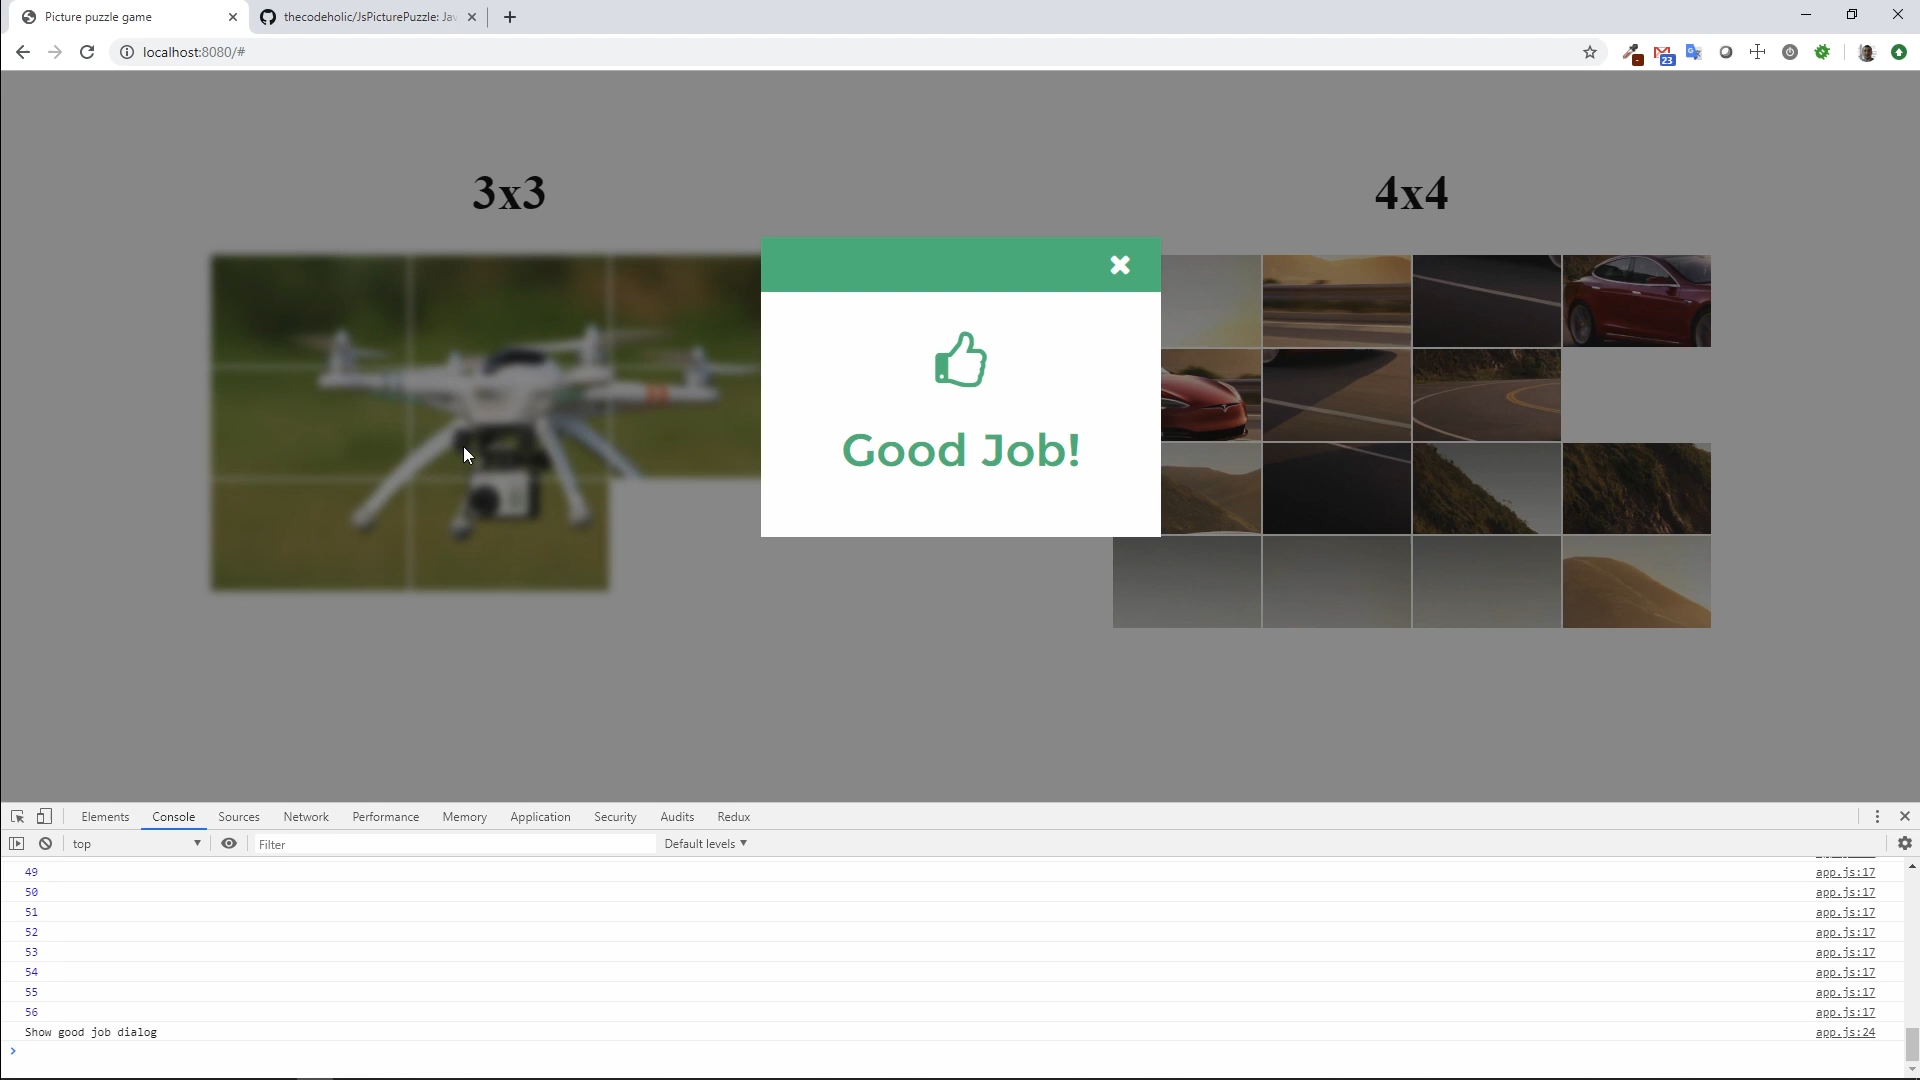 Picture puzzle game
thecodeholic/JsPicturePuzzle: Jav
localhost:8080/#
23
3x3
4x4
Good Job!
Elements Console Sources Network Performance Memory Application Security Audits Redux
top Filter Default levels
49 app.js:17
50 app.js:17
51 app.js:17
52 app.js:17
53 app.js:17
54 app.js:17
55 app.js:17
56 app.js:17
Show good job dialog app.js:24